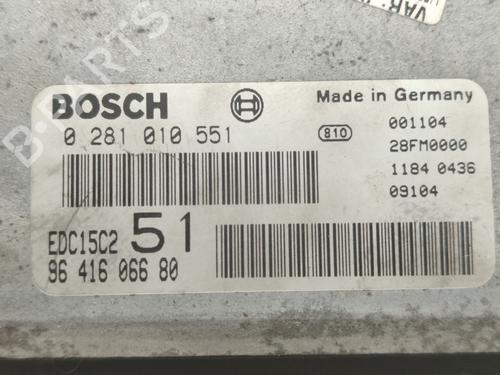 BOSCH
Made in Germany
0 281 010 551
810
001104
28FM0000
1184 0436
09104
EDC15C2 51
96 416 066 80
B-PARTS